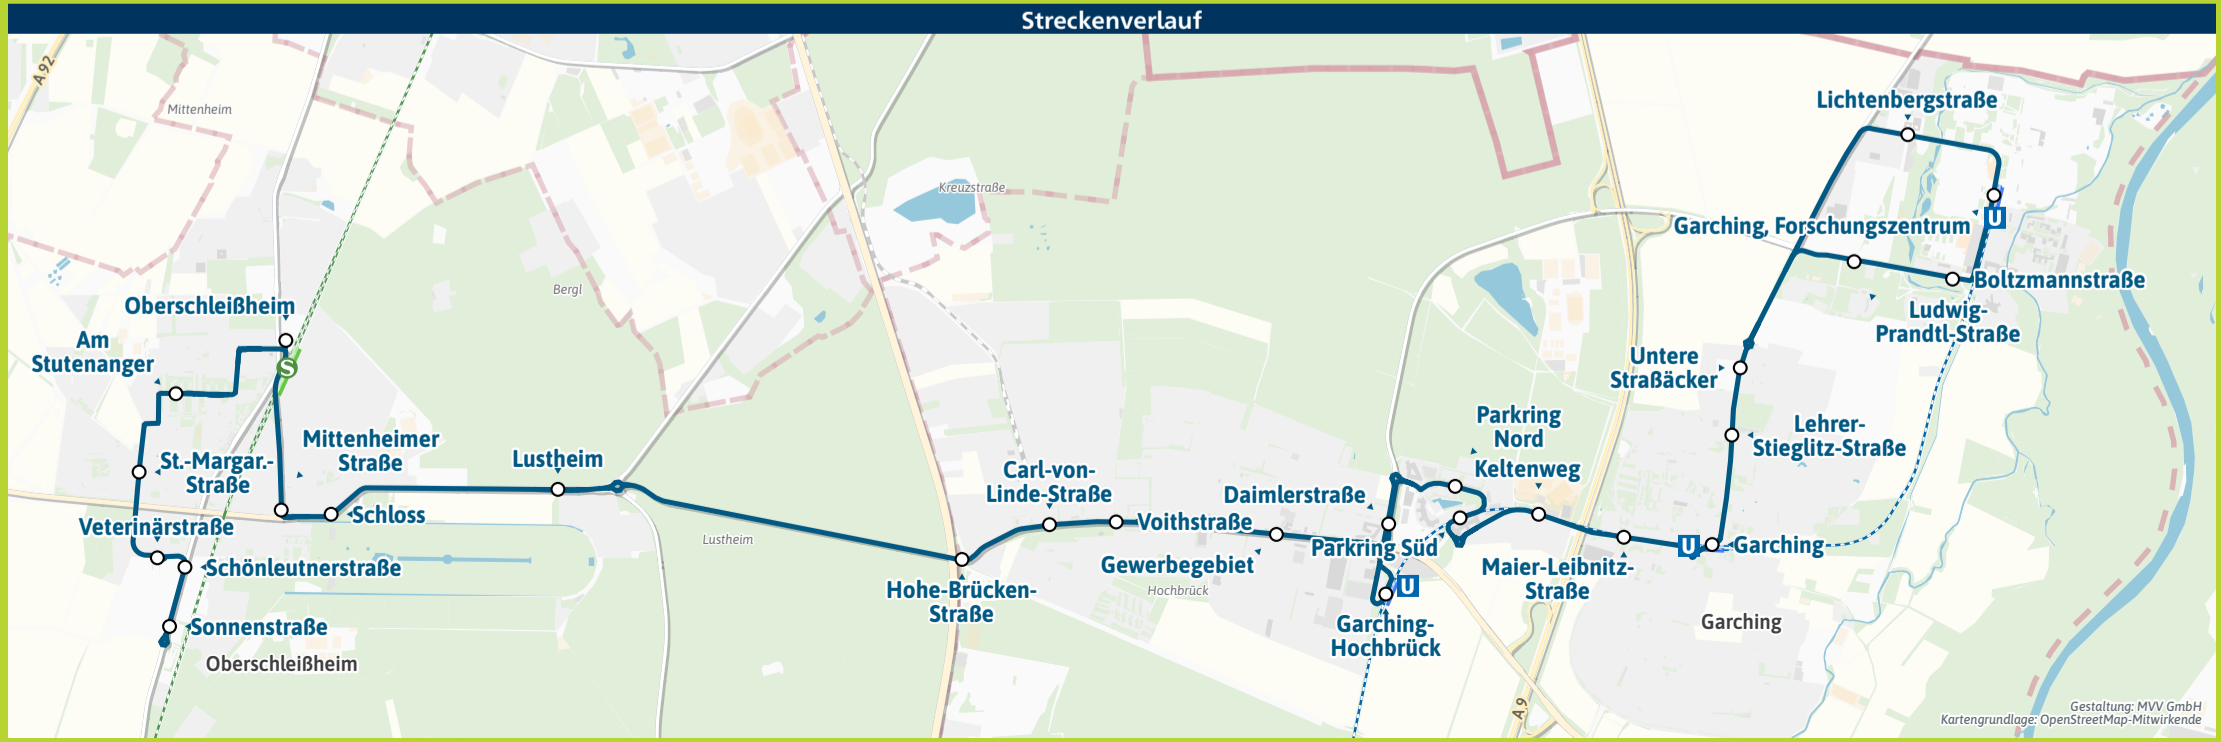 Streckenverlauf
A 92
Mittenheim
Lichtenbergstraße
Kreuzstraße
Garching, Forschungszentrum
U
Bergl
Boltzmannstraße
Oberschleißheim
Ludwig-
Prandtl-Straße
Am
Stutenanger
S
Untere
Straßäcker
Parkring
Nord
Lehrer-
Stieglitz-Straße
Mittenheimer
Straße
St.-Margar.-
Straße
Lustheim
Carl-von-
Linde-Straße
Keltenweg
Daimlerstraße
Schloss
Veterinärstraße
Voithstraße
Lustheim
Parkring Süd
U
Garching
Gewerbegebiet
Schönleutnerstraße
Maier-Leibnitz-
Straße
Hohe-Brücken-
Straße
Hochbrück
U
Garching-
Hochbrück
Garching
Sonnenstraße
Oberschleißheim
A 9
Gestaltung: MVV GmbH
Kartengrundlage: OpenStreetMap-Mitwirkende